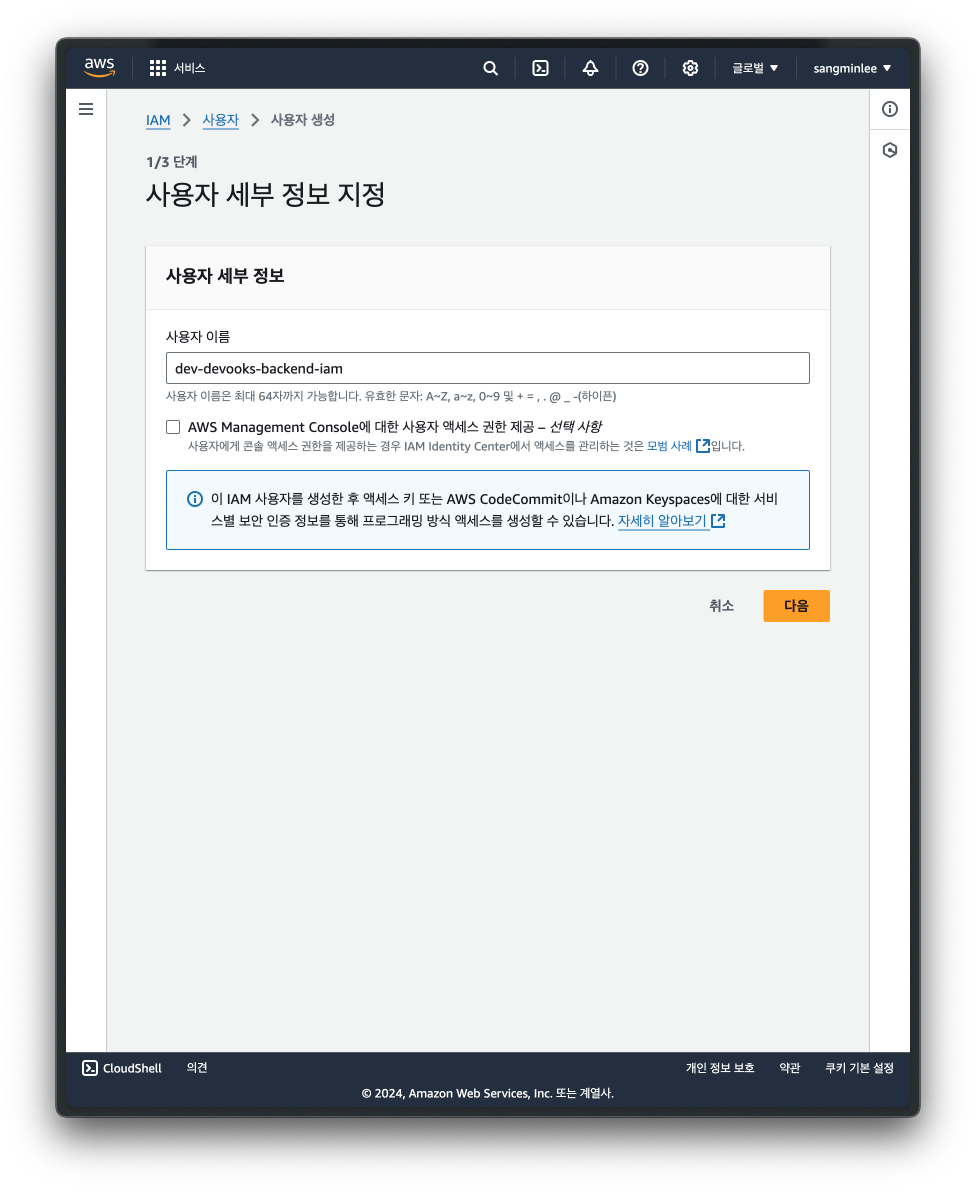 aws
서비스
글로벌
sangminlee
IAM
사용자
사용자 생성
1/3 단계
사용자 세부 정보 지정
사용자 세부 정보
사용자 이름
dev-devooks-backend-iam
사용자 이름은 최대 64자까지 가능합니다. 유효한 문자: A~Z, a~z, 0~9 및 + = , . @ _ -(하이픈)
AWS Management Console에 대한 사용자 액세스 권한 제공 – 선택 사항
사용자에게 콘솔 액세스 권한을 제공하는 경우 IAM Identity Center에서 액세스를 관리하는 것은 모범 사례 입니다.
이 IAM 사용자를 생성한 후 액세스 키 또는 AWS CodeCommit이나 Amazon Keyspaces에 대한 서비
스별 보안 인증 정보를 통해 프로그래밍 방식 액세스를 생성할 수 있습니다. 자세히 알아보기
취소
다음
CloudShell
의견
개인 정보 보호
약관
쿠키 기본 설정
© 2024, Amazon Web Services, Inc. 또는 계열사.